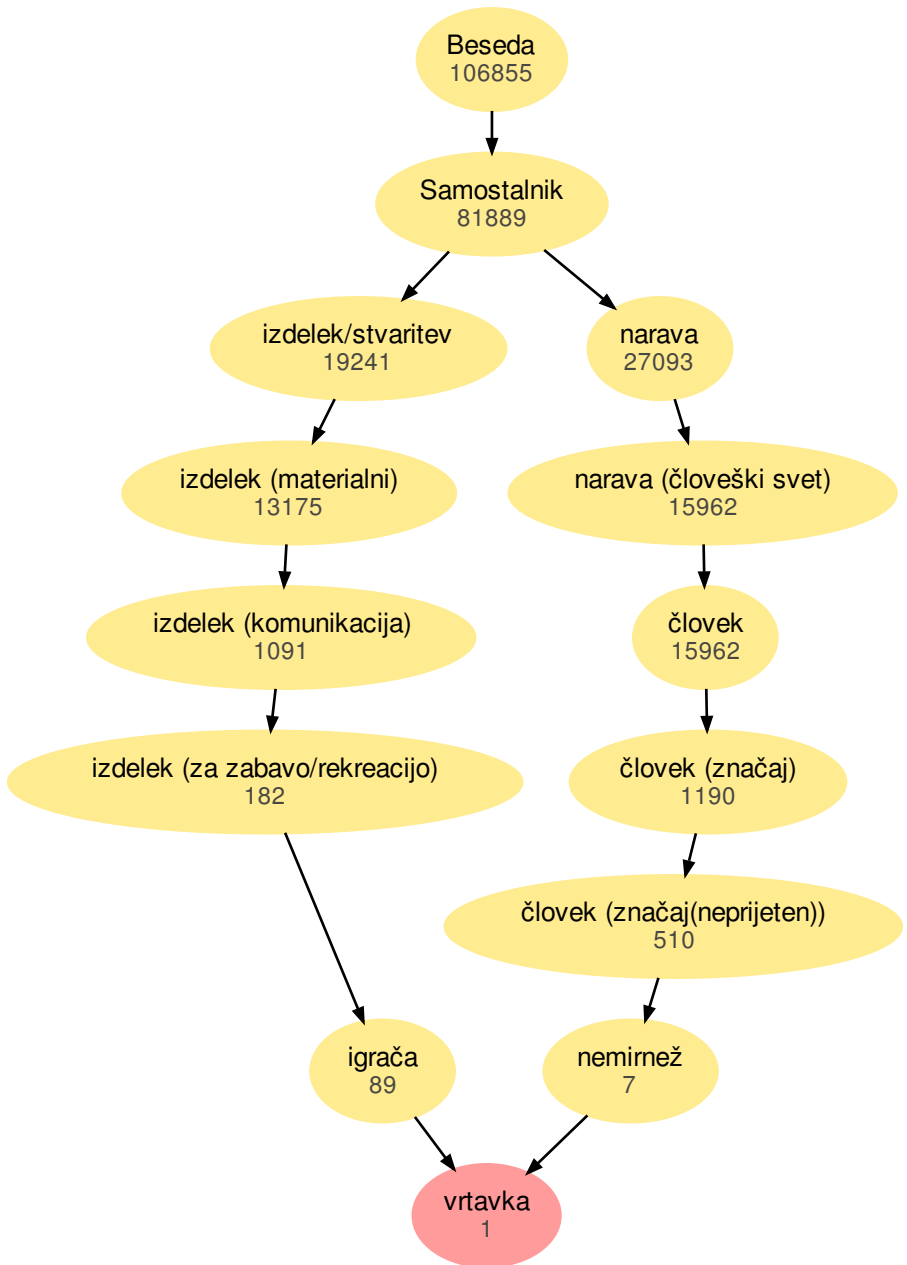 Beseda
106855
Samostalnik
81889
izdelek/stvaritev
19241
narava
27093
izdelek (materialni)
13175
narava (človeški svet)
15962
izdelek (komunikacija)
1091
človek
15962
izdelek (za zabavo/rekreacijo)
182
človek (značaj)
1190
človek (značaj(neprijeten))
510
igrača
89
nemirnež
7
vrtavka
1